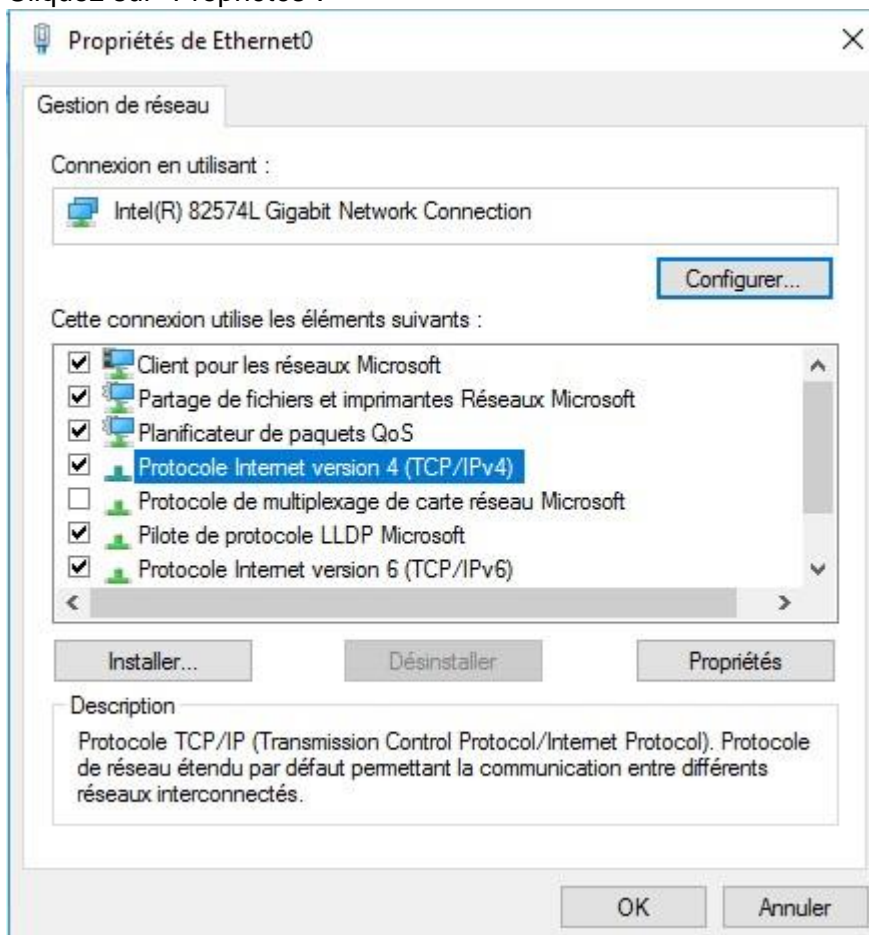 Propriétés de Ethernet0
Gestion de réseau
Connexion en utilisant :
Intel(R) 82574L Gigabit Network Connection
Configurer...
Cette connexion utilise les éléments suivants :
Client pour les réseaux Microsoft
Partage de fichiers et imprimantes Réseaux Microsoft
Planificateur de paquets QoS
Protocole Internet version 4 (TCP/IPv4)
Protocole de multiplexage de carte réseau Microsoft
Pilote de protocole LLDP Microsoft
Protocole Internet version 6 (TCP/IPv6)
Installer... Désinstaller Propriétés
Description
Protocole TCP/IP (Transmission Control Protocol/Internet Protocol). Protocole
de réseau étendu par défaut permettant la communication entre différents
réseaux interconnectés.
OK Annuler